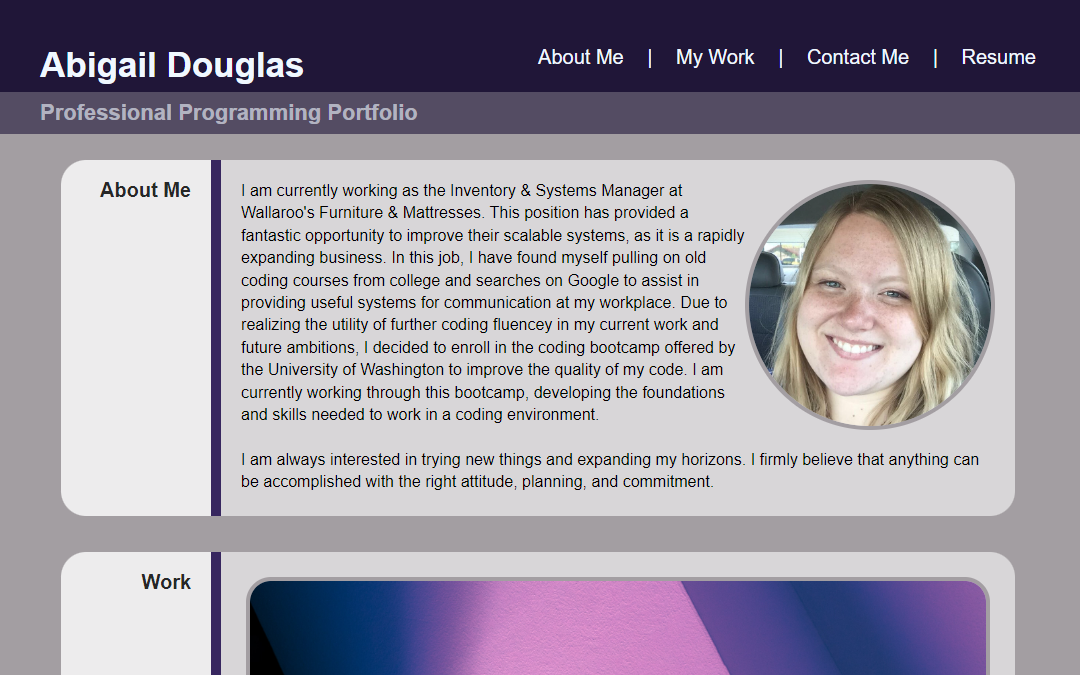 Abigail Douglas
About Me | My Work | Contact Me | Resume
Professional Programming Portfolio
About Me
I am currently working as the Inventory & Systems Manager at
Wallaroo's Furniture & Mattresses. This position has provided a
fantastic opportunity to improve their scalable systems, as it is a rapidly
expanding business. In this job, I have found myself pulling on old
coding courses from college and searches on Google to assist in
providing useful systems for communication at my workplace. Due to
realizing the utility of further coding fluencey in my current work and
future ambitions, I decided to enroll in the coding bootcamp offered by
the University of Washington to improve the quality of my code. I am
currently working through this bootcamp, developing the foundations
and skills needed to work in a coding environment.
I am always interested in trying new things and expanding my horizons. I firmly believe that anything can
be accomplished with the right attitude, planning, and commitment.
Work